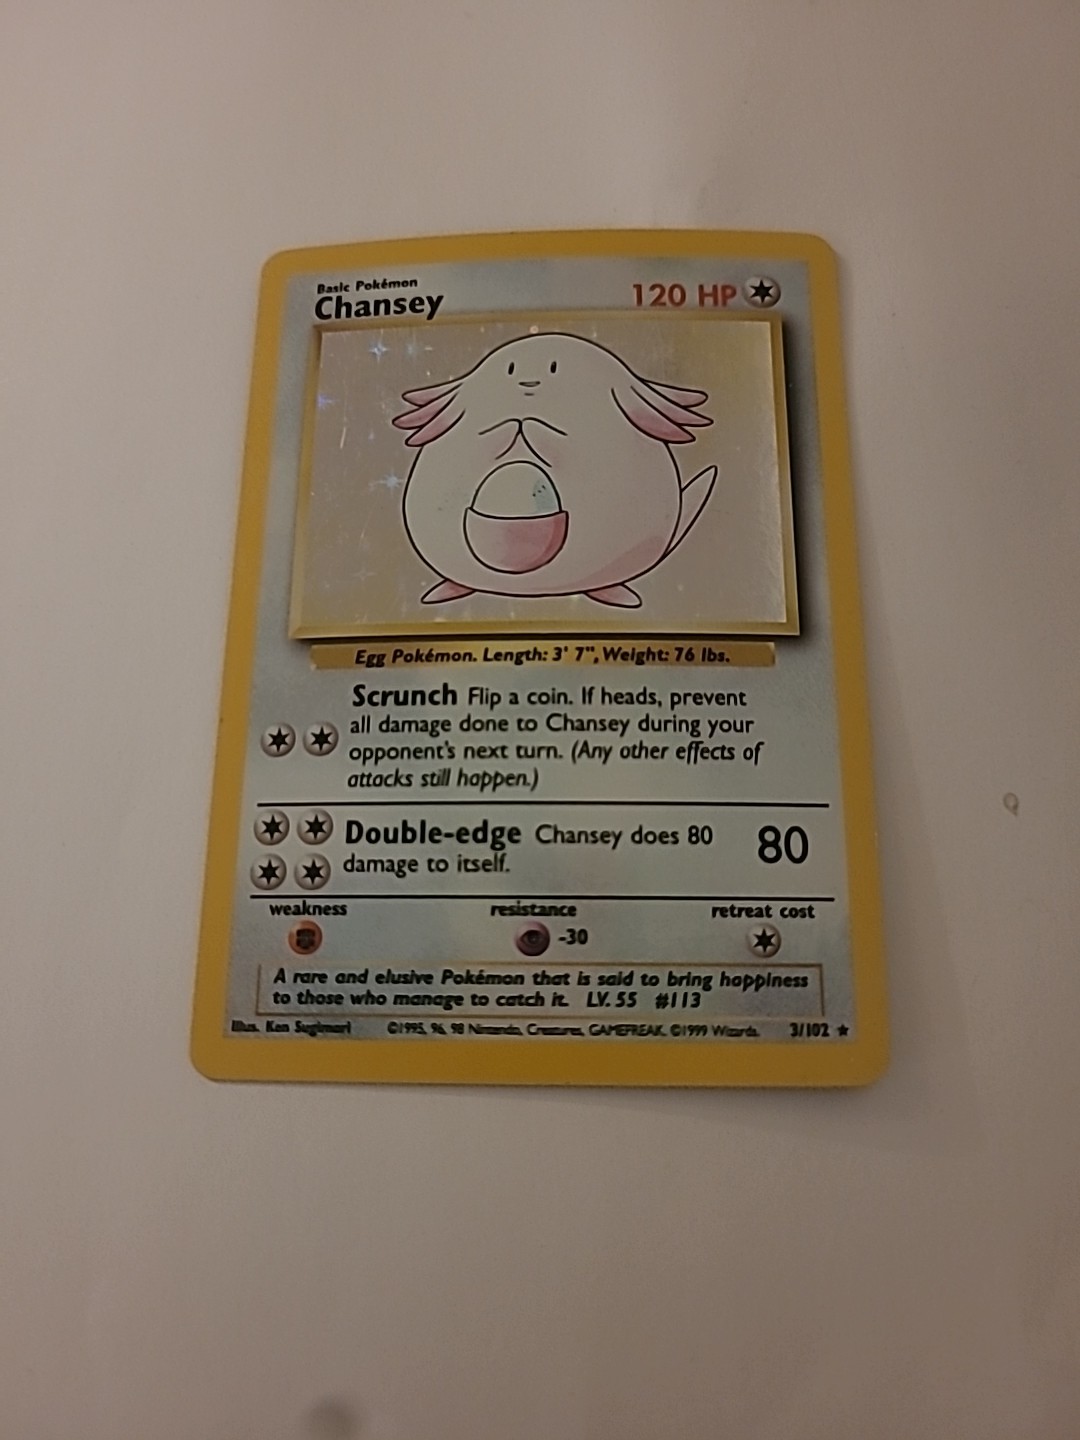 Basic Pokémon
Chansey
120 HP
Egg Pokémon. Length: 3' 7", Weight: 76 lbs.
Scrunch Flip a coin. If heads, prevent
all damage done to Chansey during your
opponent's next turn. (Any other effects of
attacks still happen.)
Double-edge Chansey does 80
damage to itself.
80
weakness resistance retreat cost
-30
A rare and elusive Pokémon that is said to bring happiness
to those who manage to catch it. LV. 55 #113
Illus. Ken Sugimori ©1995, 96, 98 Nintendo, Creatures, GAMEFREAK. ©1999 Wizards. 3/102